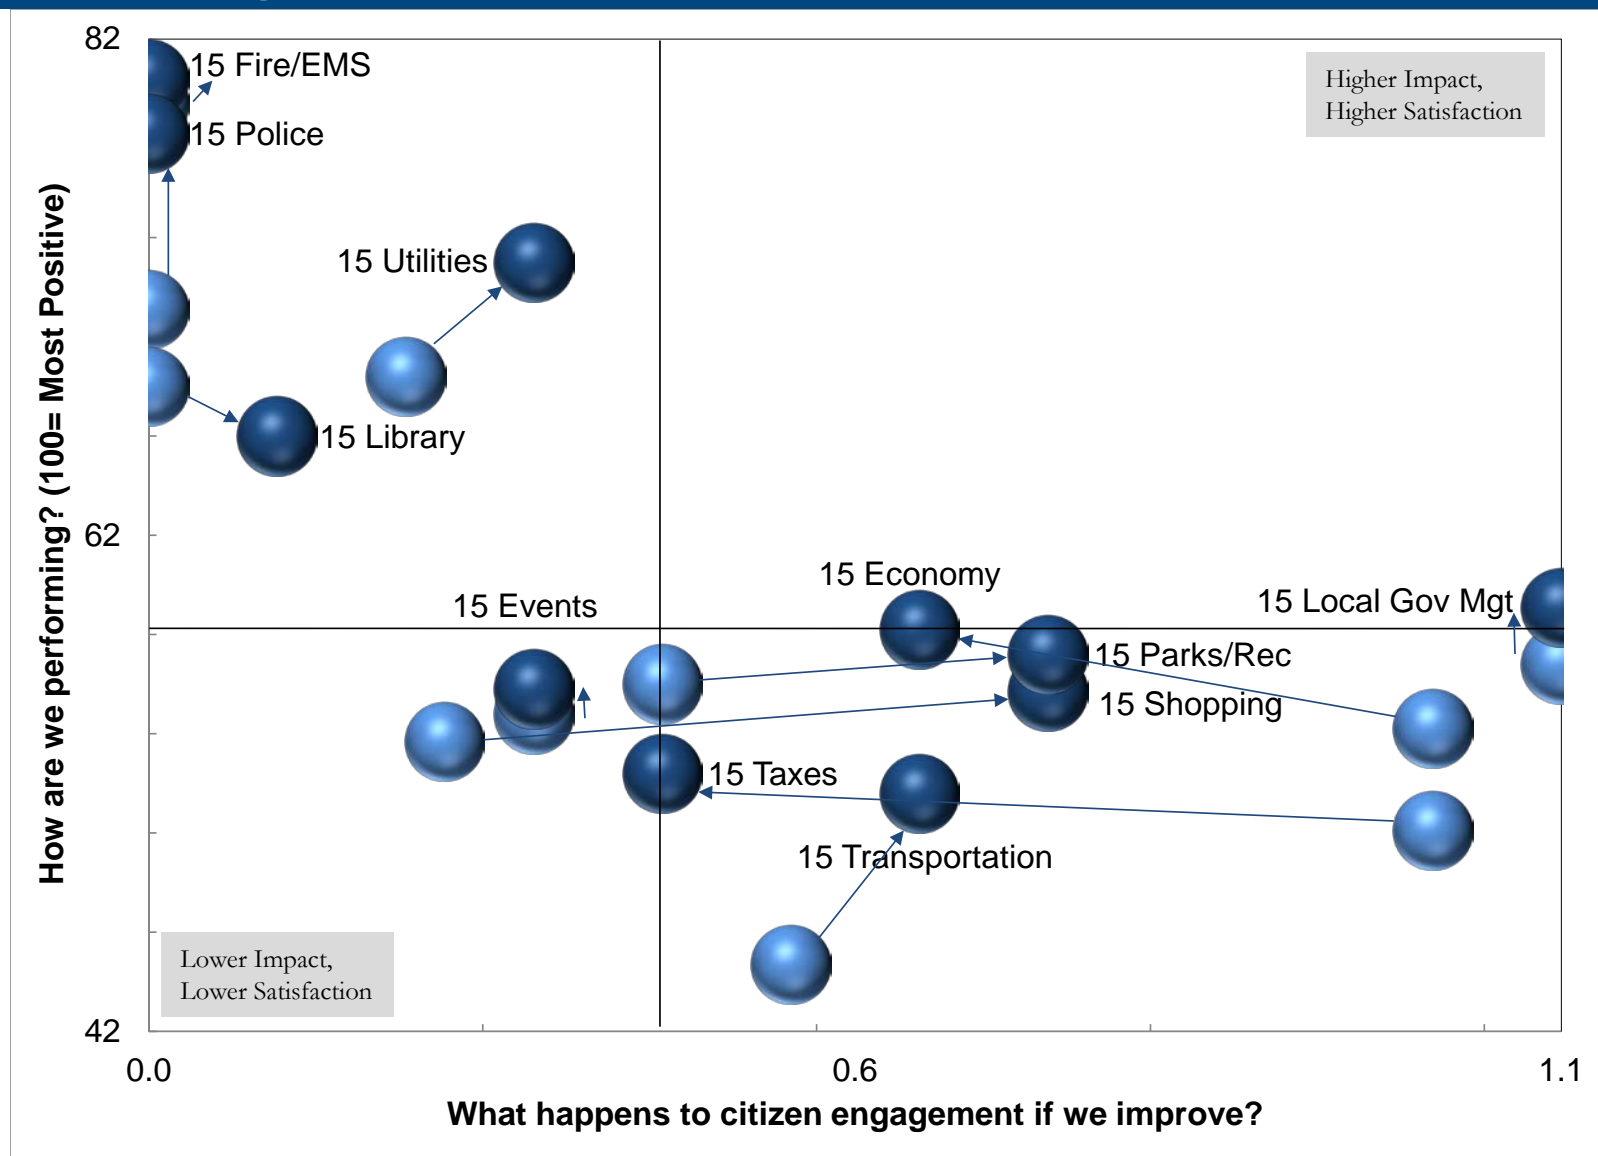 82
15 Fire/EMS
Higher Impact,
Higher Satisfaction
15 Police
15 Utilities
15 Library
How are we performing? (100= Most Positive)
62
15 Economy
15 Events
15 Local Gov Mgt
15 Parks/Rec
15 Shopping
15 Taxes
15 Transportation
Lower Impact,
Lower Satisfaction
42
0.0
0.6
1.1
What happens to citizen engagement if we improve?